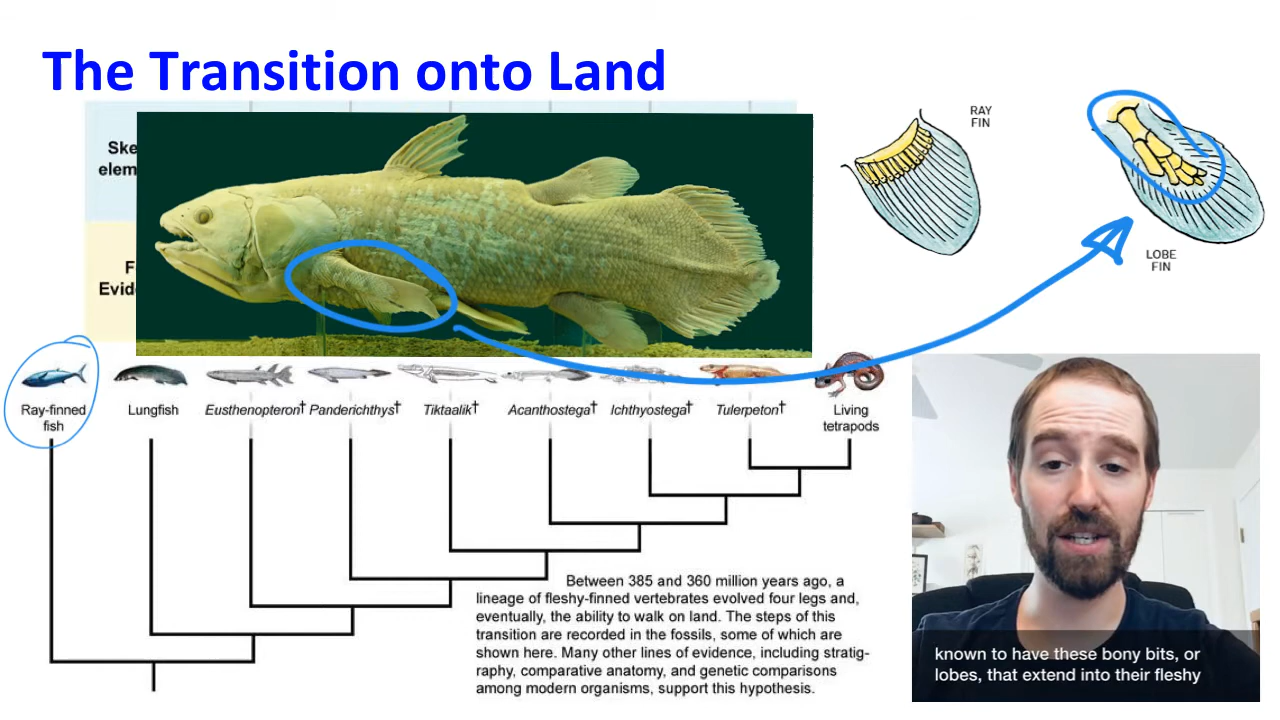 The Transition onto Land
RAY
FIN
LOBE
FIN
Ske
elem
F
Evid
Ray-finned
fish
Lungfish
Eusthenopteron†
Panderichthys†
Tiktaalik†
Acanthostega†
Ichthyostega†
Tulerpeton†
Living
tetrapods
Between 385 and 360 million years ago, a
lineage of fleshy-finned vertebrates evolved four legs and,
eventually, the ability to walk on land. The steps of this
transition are recorded in the fossils, some of which are
shown here. Many other lines of evidence, including stratig-
raphy, comparative anatomy, and genetic comparisons
among modern organisms, support this hypothesis.
known to have these bony bits, or
lobes, that extend into their fleshy